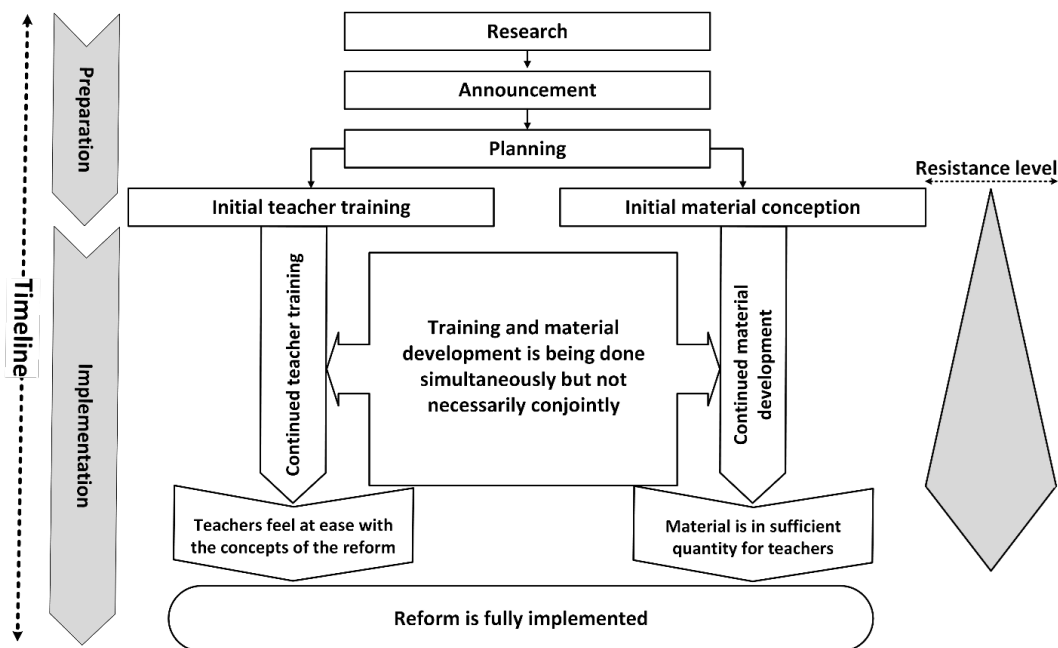 Research
Announcement
Preparation
Planning
Resistance level
Initial teacher training
Initial material conception
Timeline
Implementation
Continued teacher training
Training and material
development is being done
simultaneously but not
necessarily conjointly
Continued material
development
Teachers feel at ease with
the concepts of the reform
Material is in sufficient
quantity for teachers
Reform is fully implemented